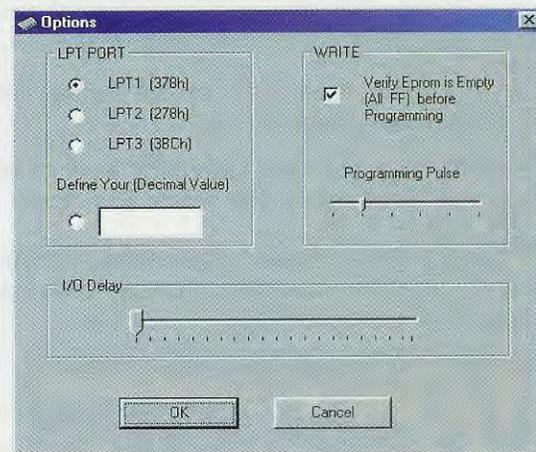 Options
LPT PORT
LPT1 (378h)
LPT2 (278h)
LPT3 (3BCh)
Define Your (Decimal Value)
WRITE
Verify Eprom is Empty
(All FF) before
Programming
Programming Pulse
I/O Delay
OK
Cancel